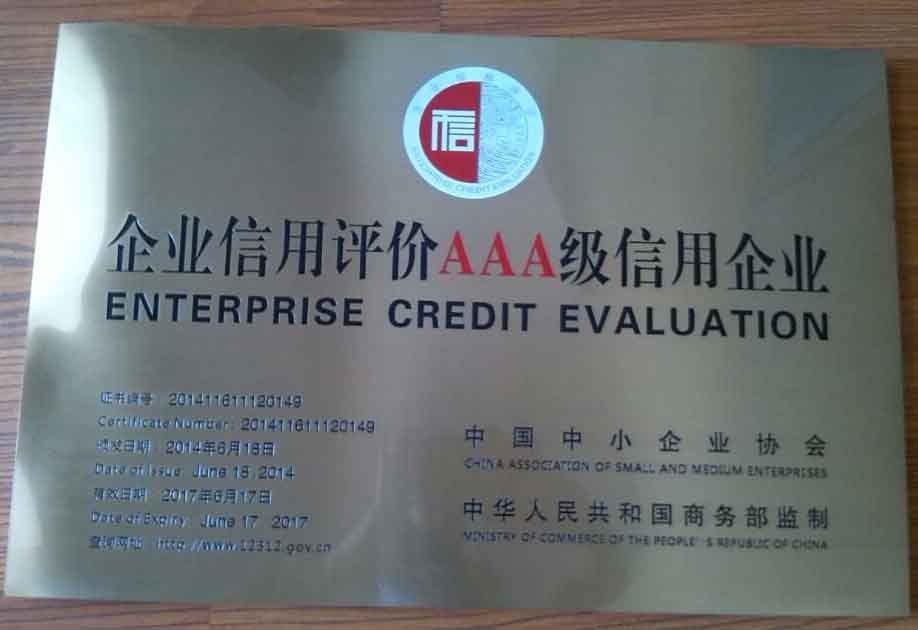 信
ENTERPRISE CREDIT EVALUATION
企业信用评价AAA级信用企业
ENTERPRISE CREDIT EVALUATION
证书编号: 201411611120149
Certificate Number: 201411611120149
颁发日期: 2014年6月18日
Date of Issue: June 18, 2014
有效日期: 2017年6月17日
Date of Expiry: June 17, 2017
查询网址: http://www.12312.gov.cn
中国中小企业协会
CHINA ASSOCIATION OF SMALL AND MEDIUM ENTERPRISES
中华人民共和国商务部监制
MINISTRY OF COMMERCE OF THE PEOPLE'S REPUBLIC OF CHINA